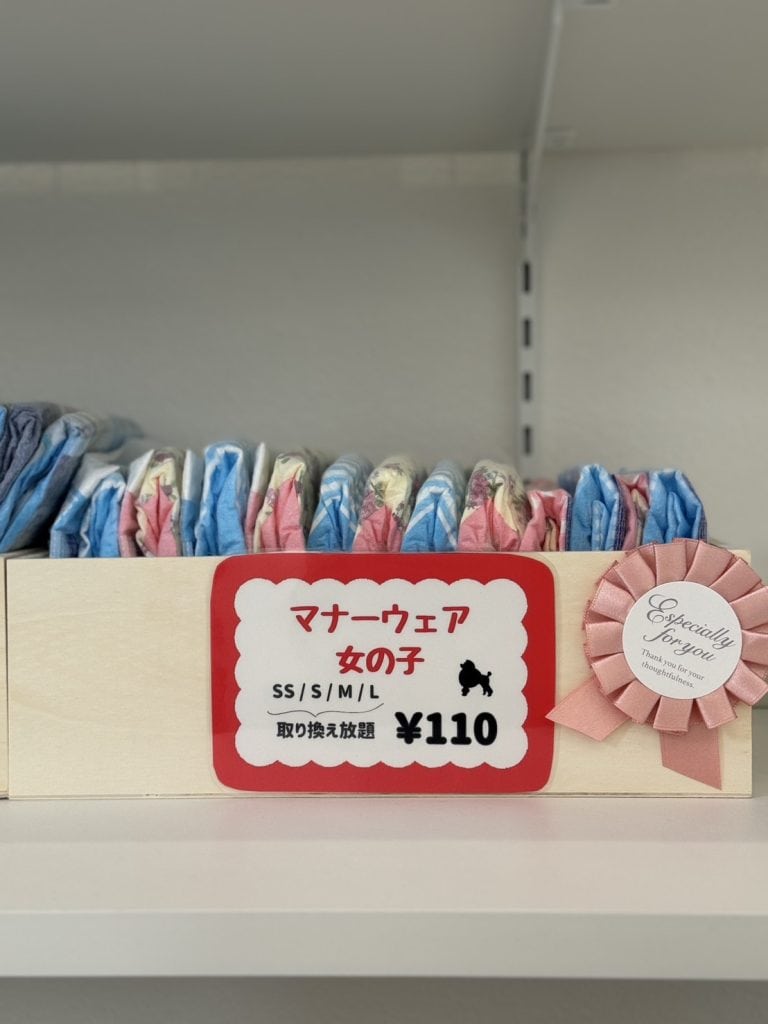 マナーウェア
女の子
SS/S/M/L
取り換え放題 ¥110
Especially
for you
Thank you for your
thoughtfulness.